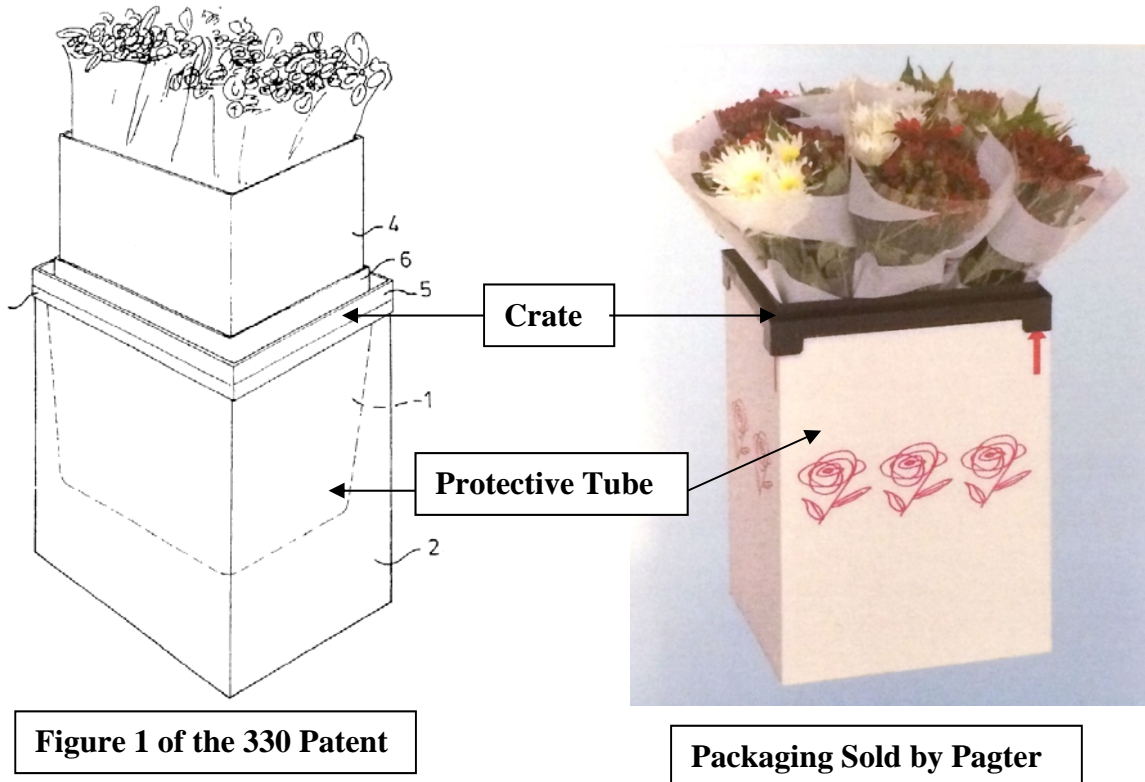 4
6
5
Crate
1
Protective Tube
2
Figure 1 of the 330 Patent
Packaging Sold by Pagter